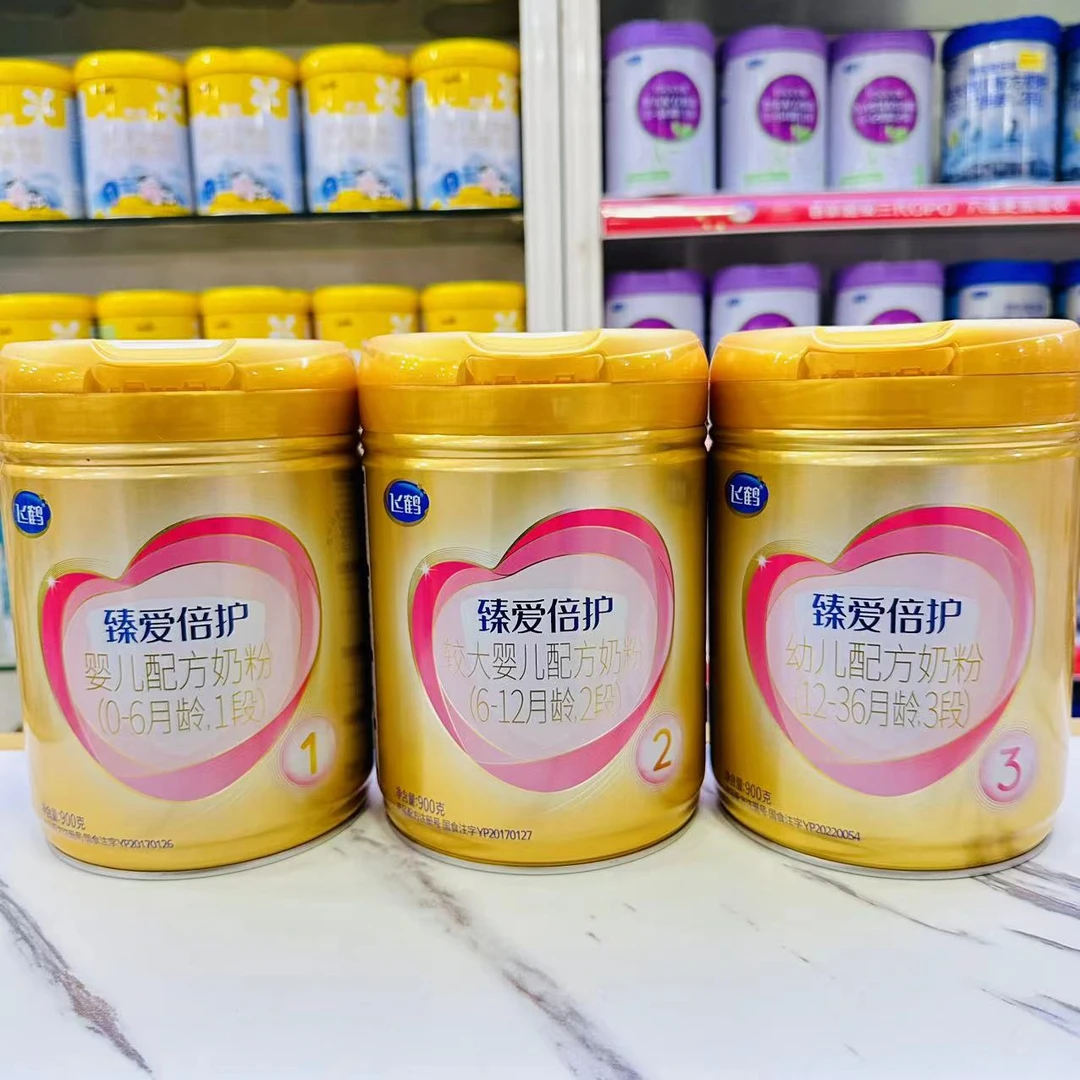 飞鹤
臻爱倍护
婴儿配方奶粉
(0-6月龄,1段)
1
净含量:900克
国食注字YP20170126
飞鹤
臻爱倍护
较大婴儿配方奶粉
(6-12月龄,2段)
2
净含量:900克
国食注字YP20170127
飞鹤
臻爱倍护
幼儿配方奶粉
(12-36月龄,3段)
3
净含量:900克
国食注字YP20220054